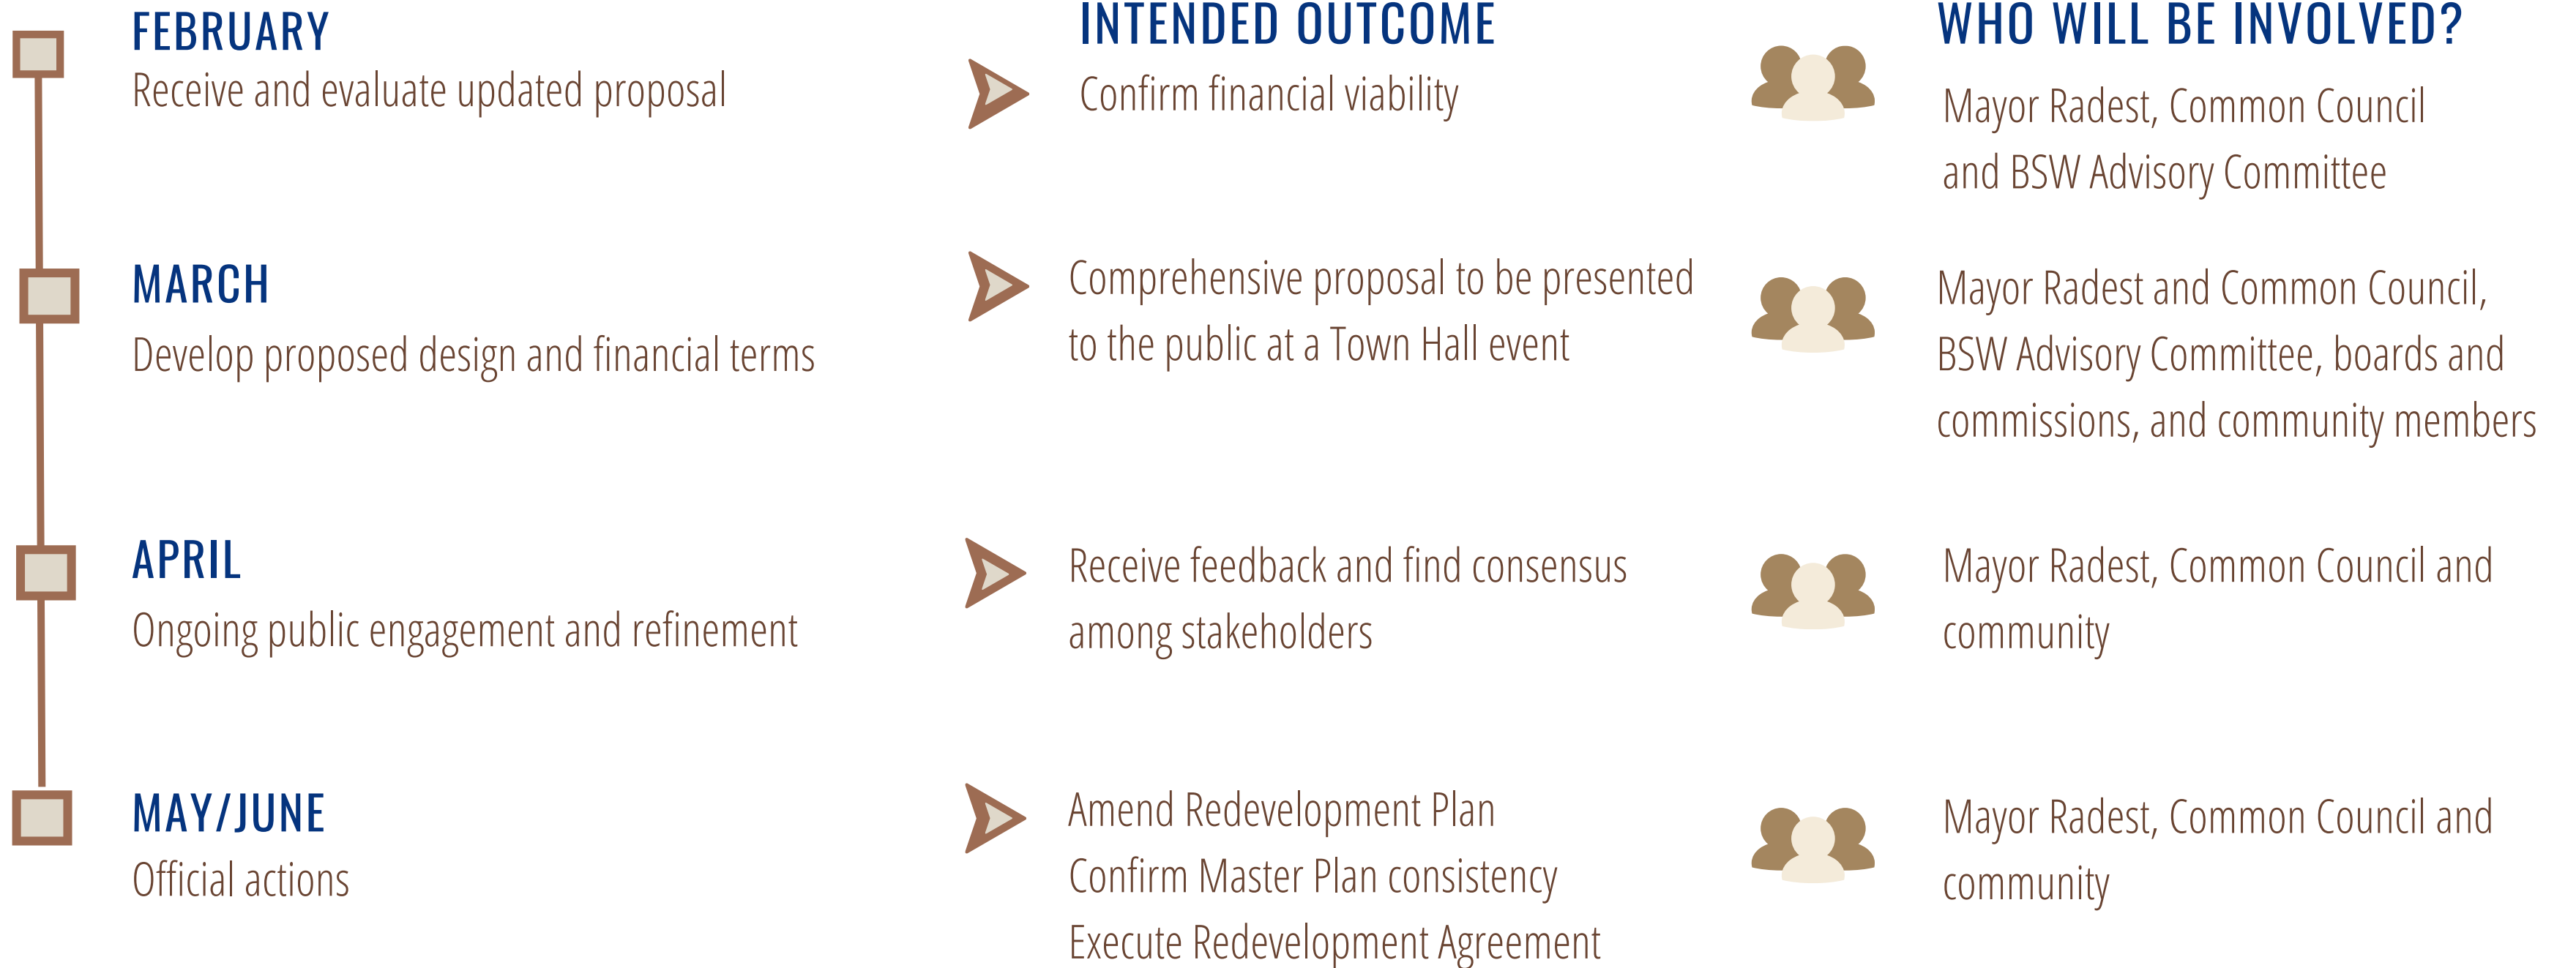 FEBRUARY
Receive and evaluate updated proposal
INTENDED OUTCOME
Confirm financial viability
WHO WILL BE INVOLVED?
Mayor Radest, Common Council
and BSW Advisory Committee
MARCH
Develop proposed design and financial terms
Comprehensive proposal to be presented
to the public at a Town Hall event
Mayor Radest and Common Council,
BSW Advisory Committee, boards and
commissions, and community members
APRIL
Ongoing public engagement and refinement
Receive feedback and find consensus
among stakeholders
Mayor Radest, Common Council and
community
MAY/JUNE
Official actions
Amend Redevelopment Plan
Confirm Master Plan consistency
Execute Redevelopment Agreement
Mayor Radest, Common Council and
community